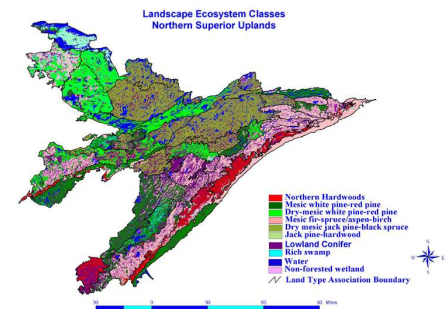 Landscape Ecosystem Classes
Northern Superior Uplands
Northern Hardwoods
Mesic white pine-red pine
Dry-mesic white pine-red pine
Mesic fir-spruce/aspen-birch
Dry mesic jack pine-black spruce
Jack pine-hardwood
Lowland Conifer
Rich swamp
Water
Non-forested wetland
Land Type Association Boundary
N
W E
S
30 0 30 60 90 Miles